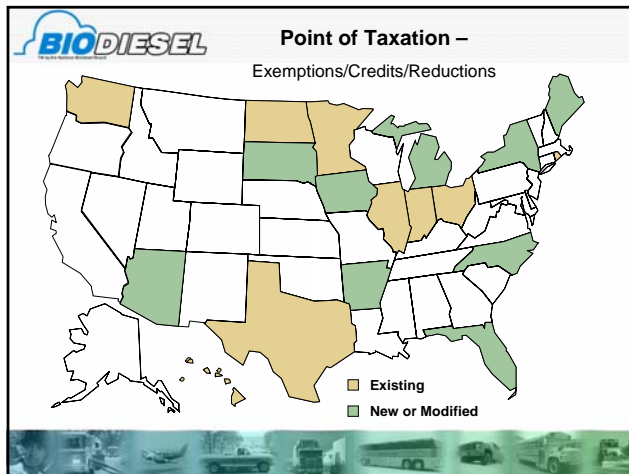 BIODIESEL
Point of Taxation –
Exemptions/Credits/Reductions
Existing
New or Modified